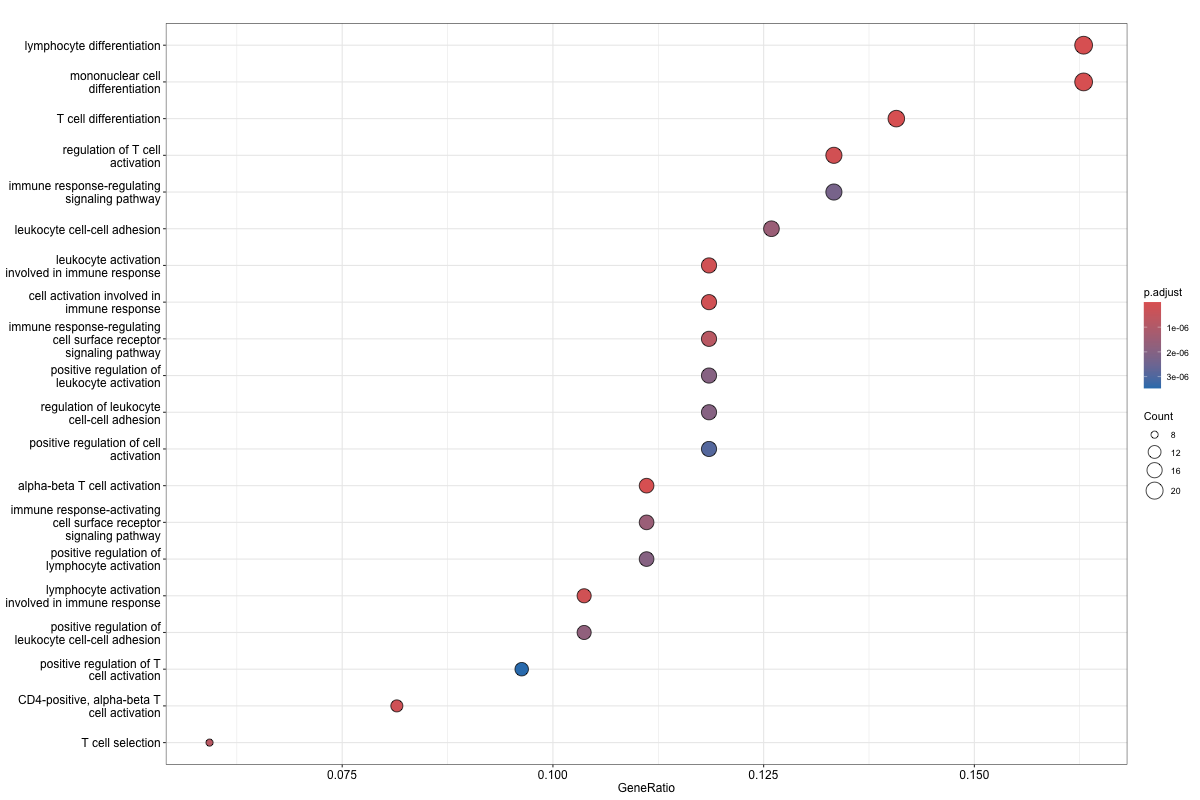 lymphocyte differentiation
mononuclear cell
differentiation
T cell differentiation
regulation of T cell
activation
immune response-regulating
signaling pathway
leukocyte cell-cell adhesion
leukocyte activation
involved in immune response
cell activation involved in
immune response
immune response-regulating
cell surface receptor
signaling pathway
positive regulation of
leukocyte activation
regulation of leukocyte
cell-cell adhesion
positive regulation of cell
activation
alpha-beta T cell activation
immune response-activating
cell surface receptor
signaling pathway
positive regulation of
lymphocyte activation
lymphocyte activation
involved in immune response
positive regulation of
leukocyte cell-cell adhesion
positive regulation of T
cell activation
CD4-positive, alpha-beta T
cell activation
T cell selection
0.075 0.100 0.125 0.150
GeneRatio
p.adjust
1e-06
2e-06
3e-06
Count
8
12
16
20